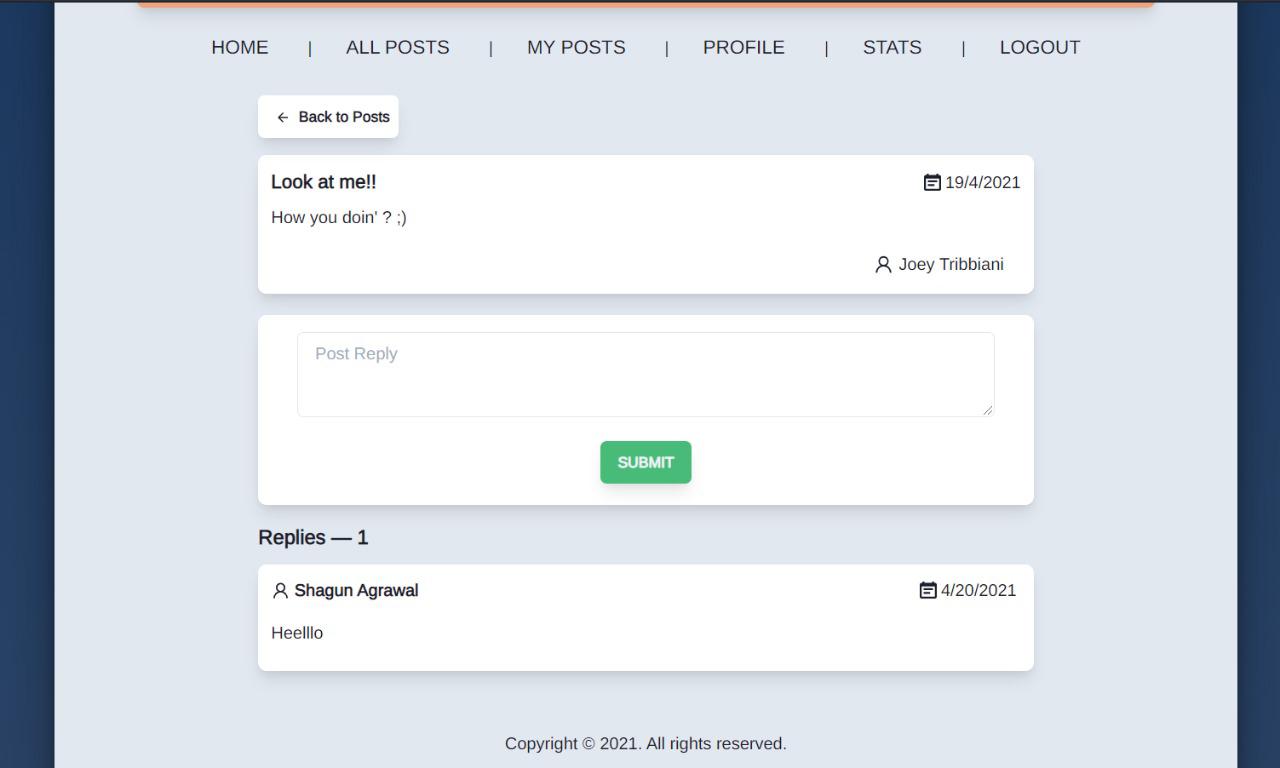 HOME | ALL POSTS | MY POSTS | PROFILE | STATS | LOGOUT
Back to Posts
Look at me!! 19/4/2021
How you doin' ? ;)
Joey Tribbiani
Post Reply
SUBMIT
Replies — 1
Shagun Agrawal 4/20/2021
Heelllo
Copyright © 2021. All rights reserved.